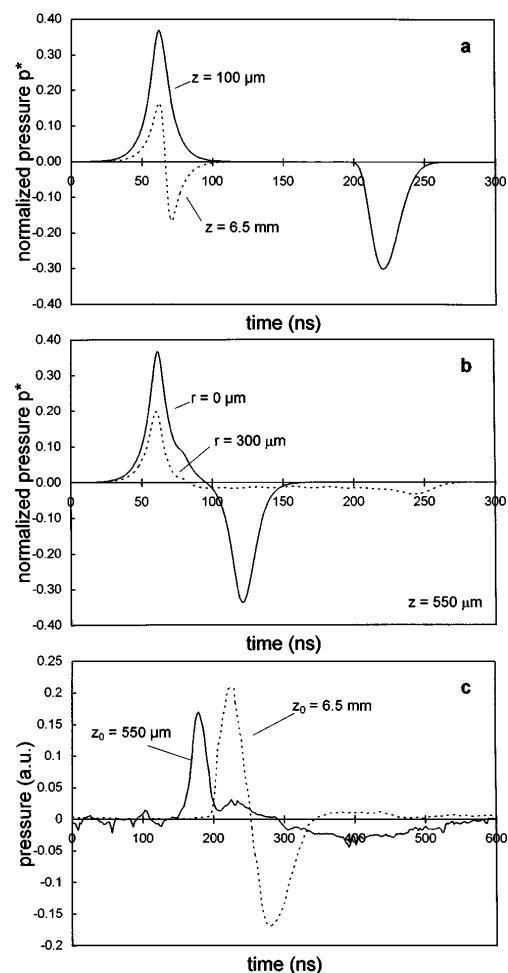 0.40
a
0.30
z = 100 μm
0.20
0.10
0.00
0 50 100 150 200 250 300
-0.10
z = 6.5 mm
-0.20
-0.30
-0.40
normalized pressure p*
time (ns)
0.40
b
0.30
r = 0 μm
0.20
r = 300 μm
0.10
0.00
0 50 100 150 200 250 300
-0.10
-0.20
-0.30
z = 550 μm
-0.40
normalized pressure p*
time (ns)
0.25
c
0.2
z0 = 550 μm
z0 = 6.5 mm
0.15
0.1
0.05
0
0 100 200 300 400 500 600
-0.05
-0.1
-0.15
-0.2
pressure (a.u.)
time (ns)